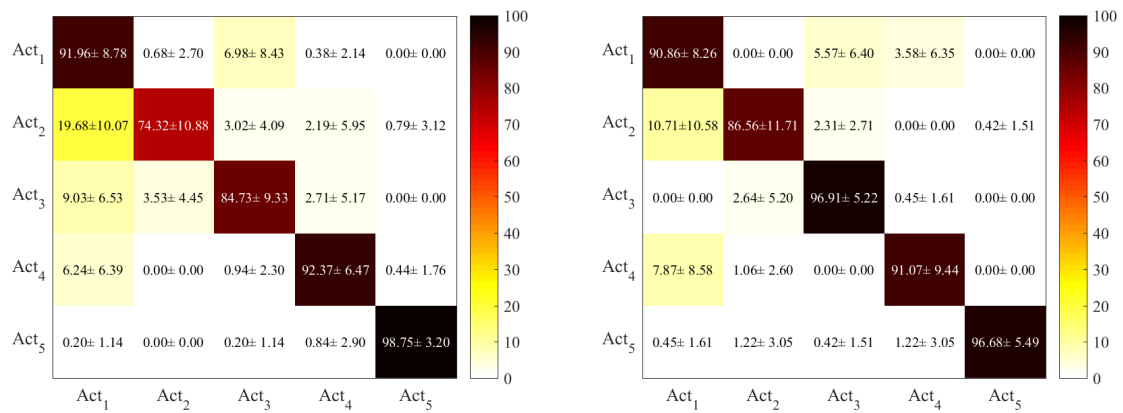 Act1 91.96± 8.78 0.68± 2.70 6.98± 8.43 0.38± 2.14 0.00± 0.00
Act2 19.68±10.07 74.32±10.88 3.02± 4.09 2.19± 5.95 0.79± 3.12
Act3 9.03± 6.53 3.53± 4.45 84.73± 9.33 2.71± 5.17 0.00± 0.00
Act4 6.24± 6.39 0.00± 0.00 0.94± 2.30 92.37± 6.47 0.44± 1.76
Act5 0.20± 1.14 0.00± 0.00 0.20± 1.14 0.84± 2.90 98.75± 3.20
Act1 Act2 Act3 Act4 Act5
100
90
80
70
60
50
40
30
20
10
0
Act1 90.86± 8.26 0.00± 0.00 5.57± 6.40 3.58± 6.35 0.00± 0.00
Act2 10.71±10.58 86.56±11.71 2.31± 2.71 0.00± 0.00 0.42± 1.51
Act3 0.00± 0.00 2.64± 5.20 96.91± 5.22 0.45± 1.61 0.00± 0.00
Act4 7.87± 8.58 1.06± 2.60 0.00± 0.00 91.07± 9.44 0.00± 0.00
Act5 0.45± 1.61 1.22± 3.05 0.42± 1.51 1.22± 3.05 96.68± 5.49
Act1 Act2 Act3 Act4 Act5
100
90
80
70
60
50
40
30
20
10
0